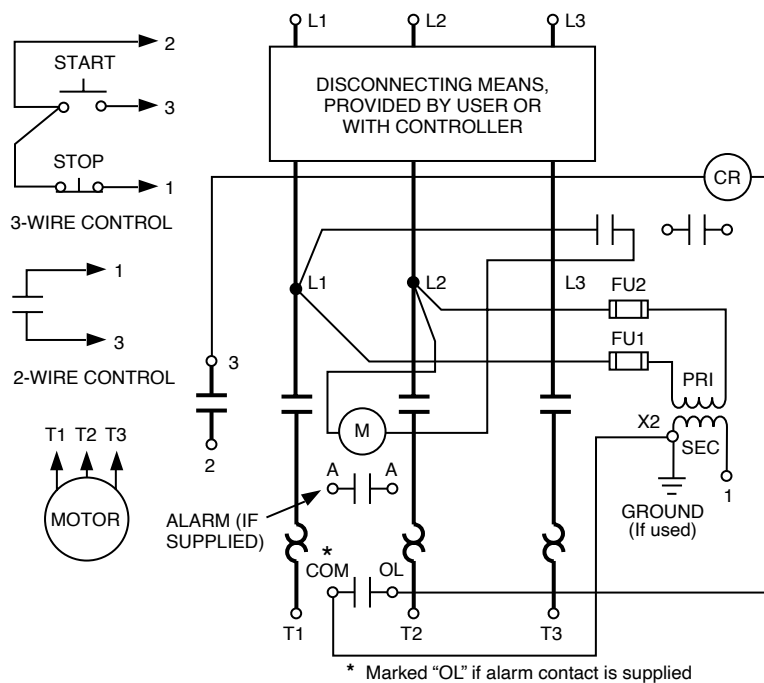 L1
L2
L3
2
START
3
STOP
1
3-WIRE CONTROL
DISCONNECTING MEANS,
PROVIDED BY USER OR
WITH CONTROLLER
CR
1
3
2-WIRE CONTROL
L1
L2
L3
FU2
FU1
PRI
3
2
M
X2
SEC
1
GROUND
(If used)
T1 T2 T3
MOTOR
A
A
ALARM (IF
SUPPLIED)
*
COM
OL
T1
T2
T3
* Marked “OL” if alarm contact is supplied